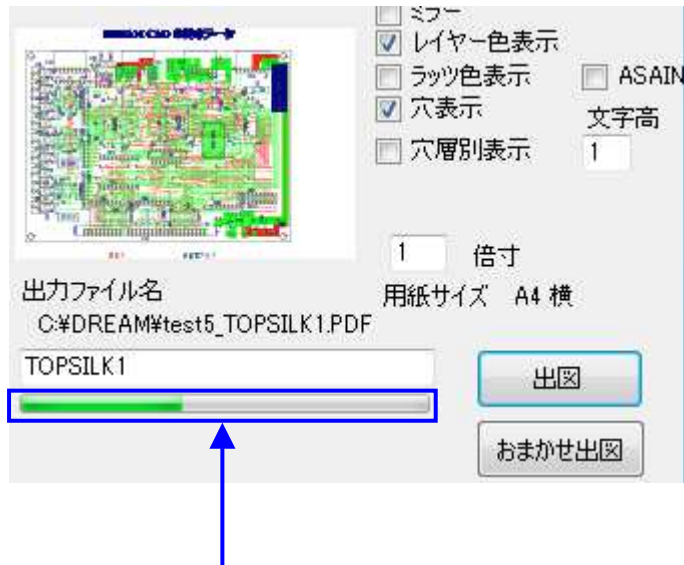 ミラー
レイヤー色表示
ラッツ色表示
ASAIN
穴表示
文字高
穴層別表示
1
1 倍寸
出力ファイル名
用紙サイズ A4 横
C:¥DREAM¥test5_TOPSILK1.PDF
TOPSILK1
出図
おまかせ出図